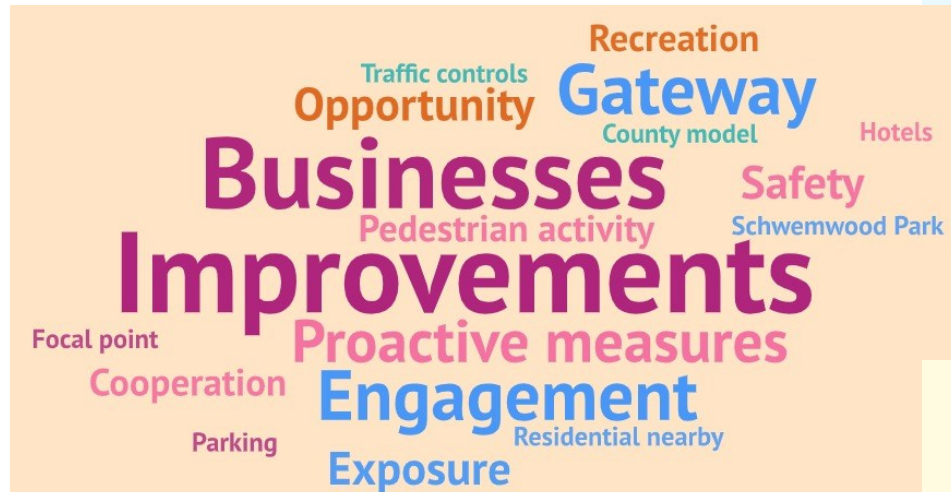 Recreation
Traffic controls
Gateway
Opportunity
County model
Hotels
Businesses
Safety
Pedestrian activity
Schwemwood Park
Improvements
Focal point
Proactive measures
Cooperation
Engagement
Residential nearby
Parking
Exposure